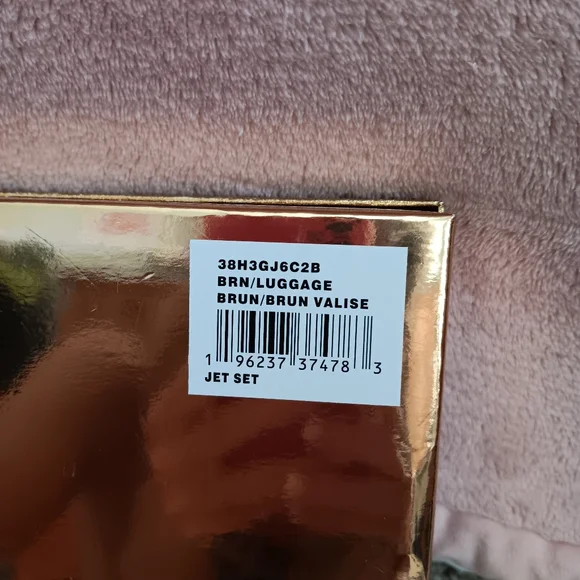 38H3GJ6C2B
BRN/LUGGAGE
BRUN/BRUN VALISE
1 96237 37478 3
JET SET